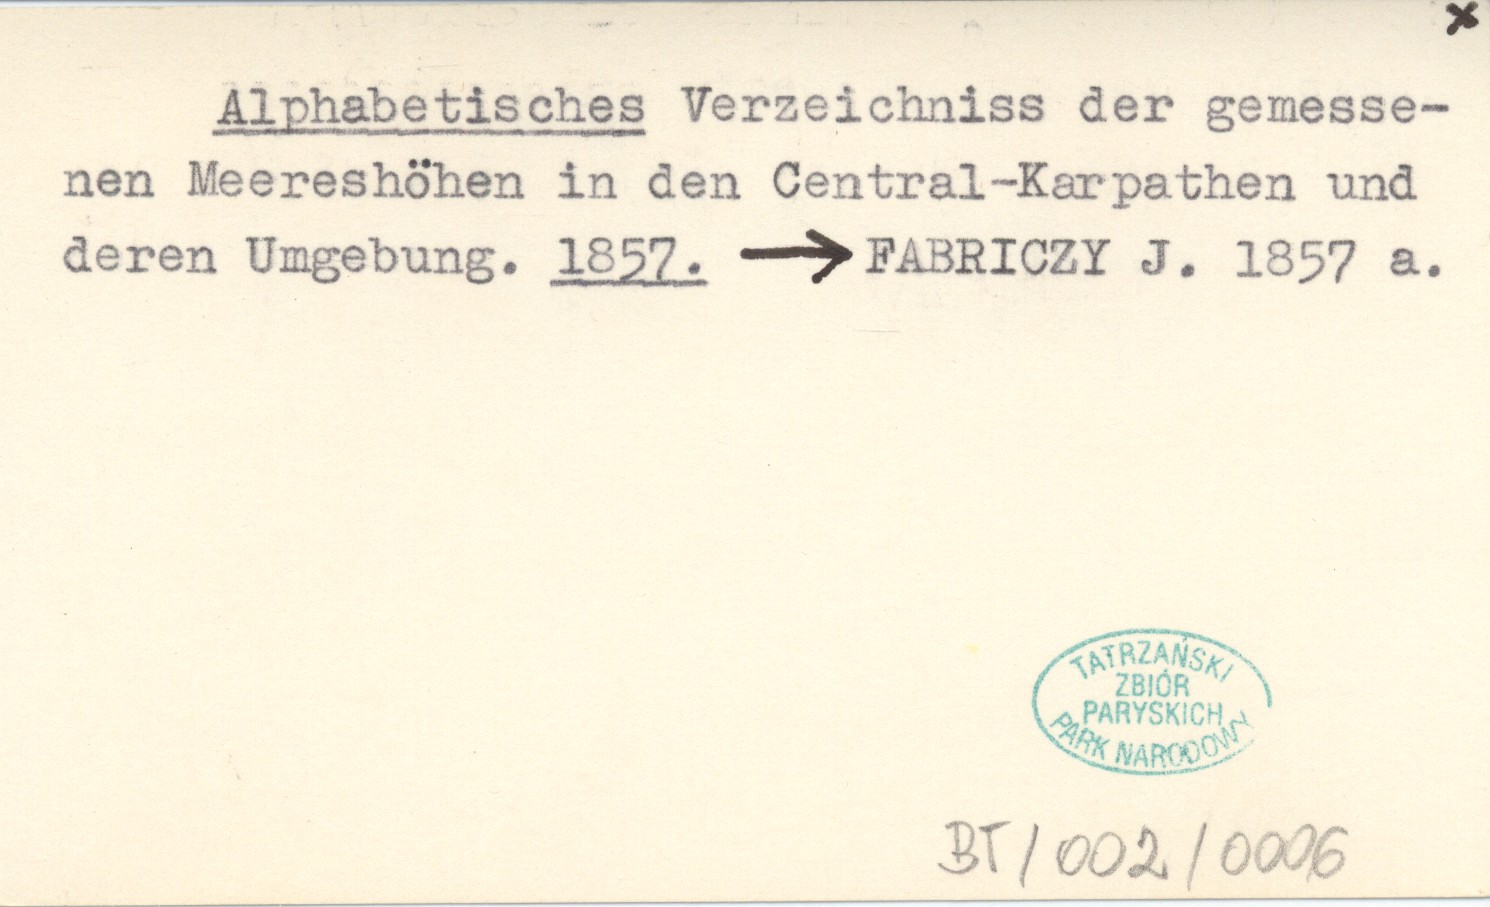 x
Alphabetisches Verzeichniss der gemesse-
nen Meereshöhen in den Central-Karpathen und
deren Umgebung. 1857. → FABRICZY J. 1857 a.
TATRZAŃSKI
ZBIÓR
PARYSKICH
PARK NARODOWY
BT/002/0006